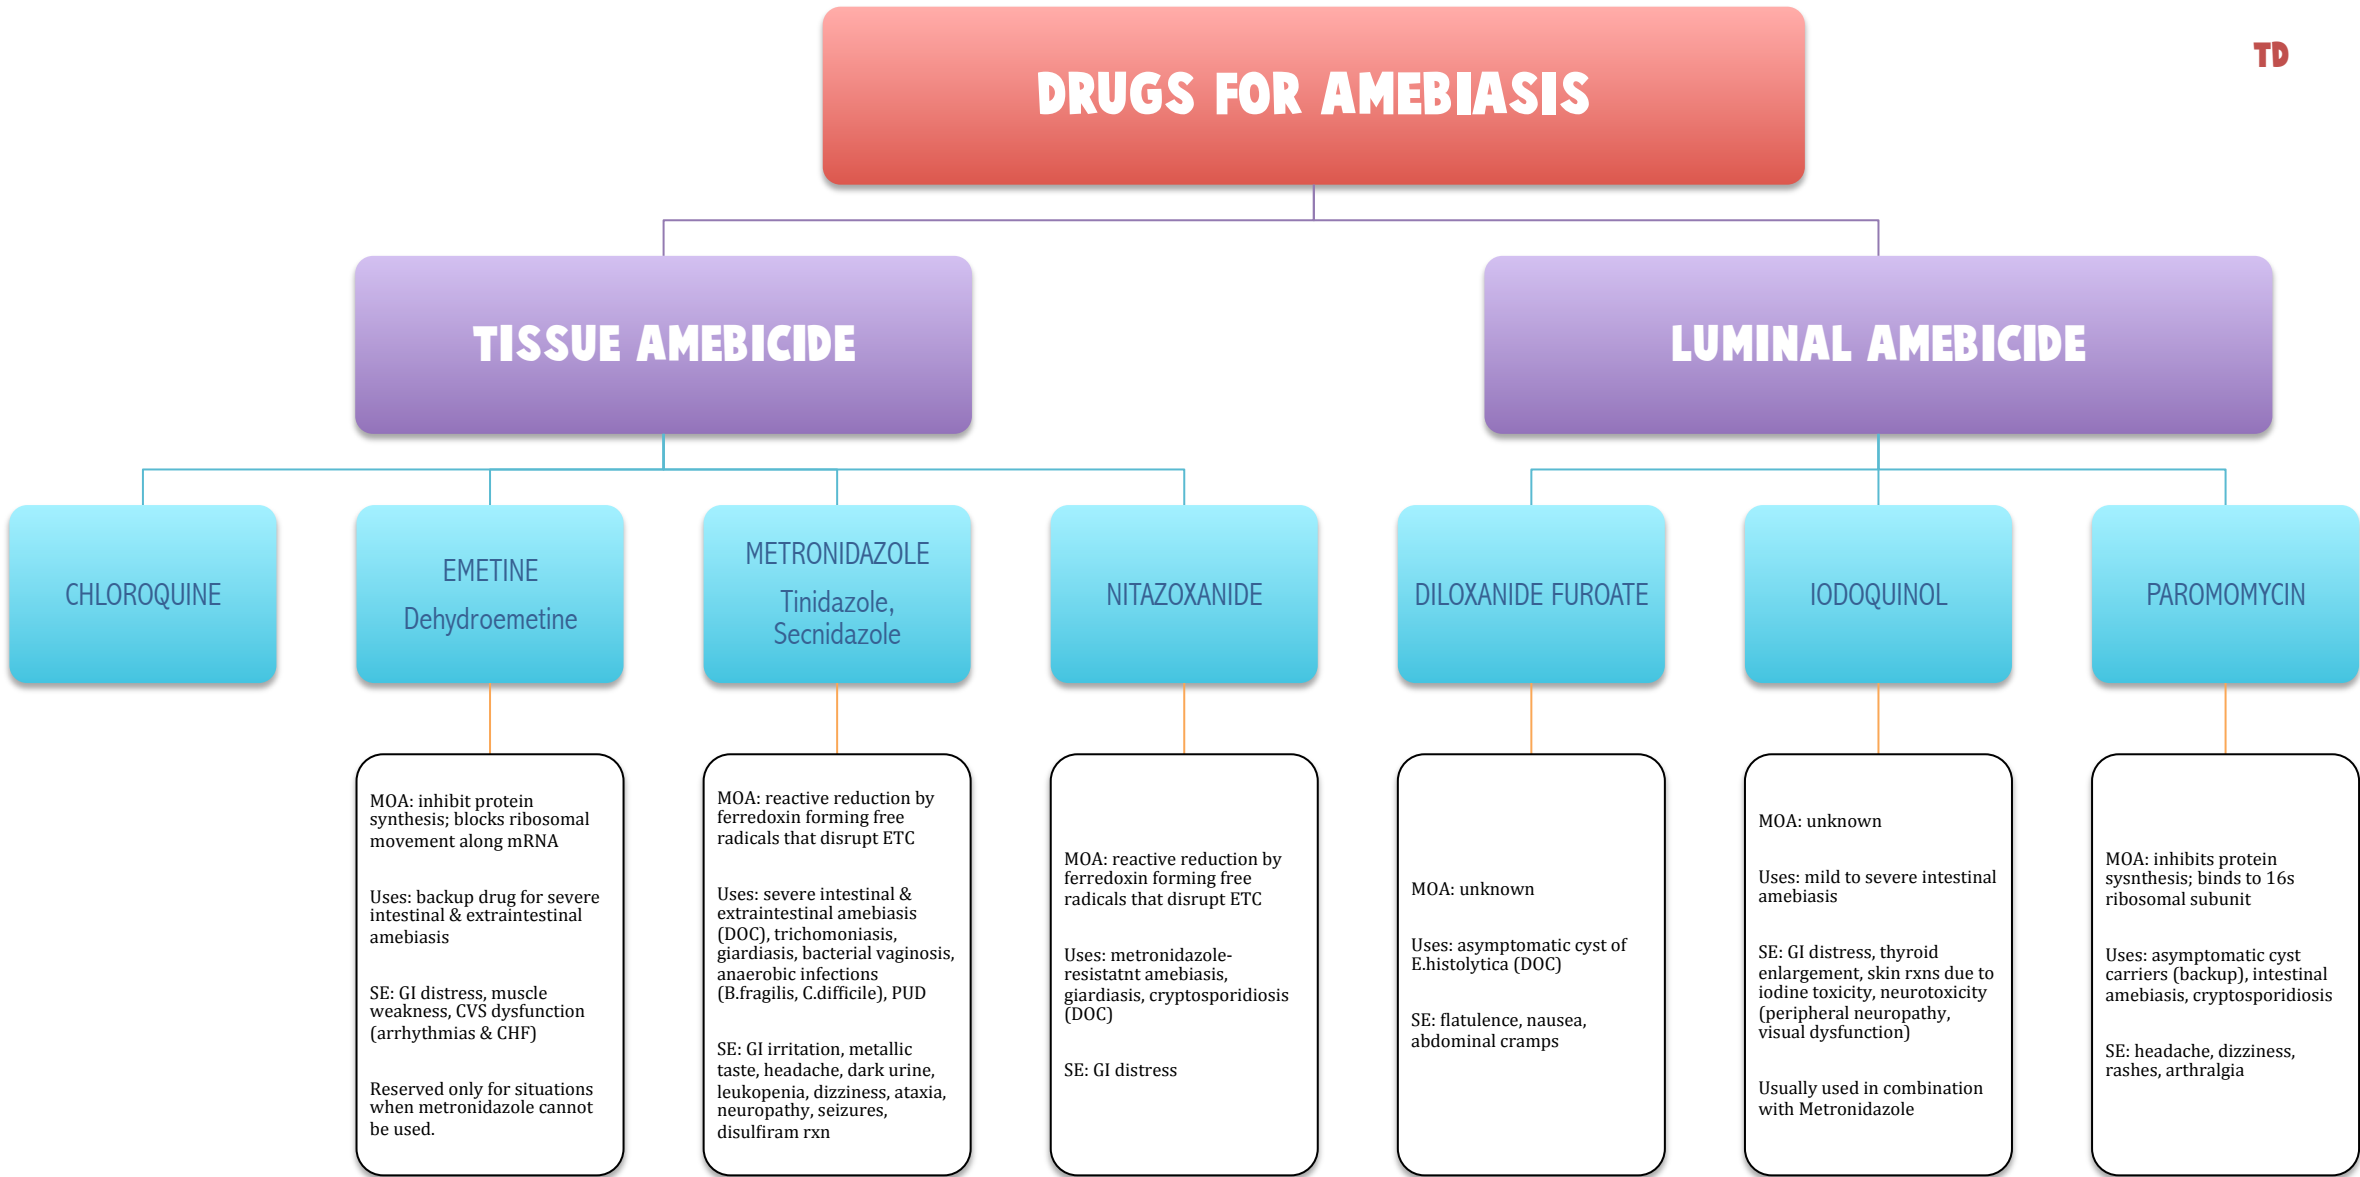 DRUGS FOR AMEBIASIS
TD
TISSUE AMEBICIDE
LUMINAL AMEBICIDE
CHLOROQUINE
EMETINE
Dehydroemetine
METRONIDAZOLE
Tinidazole,
Secnidazole
NITAZOXANIDE
DILOXANIDE FUROATE
IODOQUINOL
PAROMOMYCIN
MOA: inhibit protein
synthesis; blocks ribosomal
movement along mRNA
Uses: backup drug for severe
intestinal & extraintestinal
amebiasis
SE: GI distress, muscle
weakness, CVS dysfunction
(arrhythmias & CHF)
Reserved only for situations
when metronidazole cannot
be used.
MOA: reactive reduction by
ferredoxin forming free
radicals that disrupt ETC
Uses: severe intestinal &
extraintestinal amebiasis
(DOC), trichomoniasis,
giardiasis, bacterial vaginosis,
anaerobic infections
(B.fragilis, C.difficile), PUD
SE: GI irritation, metallic
taste, headache, dark urine,
leukopenia, dizziness, ataxia,
neuropathy, seizures,
disulfiram rxn
MOA: reactive reduction by
ferredoxin forming free
radicals that disrupt ETC
Uses: metronidazole-
resistatnt amebiasis,
giardiasis, cryptosporidiosis
(DOC)
SE: GI distress
MOA: unknown
Uses: asymptomatic cyst of
E.histolytica (DOC)
SE: flatulence, nausea,
abdominal cramps
MOA: unknown
Uses: mild to severe intestinal
amebiasis
SE: GI distress, thyroid
enlargement, skin rxns due to
iodine toxicity, neurotoxicity
(peripheral neuropathy,
visual dysfunction)
Usually used in combination
with Metronidazole
MOA: inhibits protein
sysnthesis; binds to 16s
ribosomal subunit
Uses: asymptomatic cyst
carriers (backup), intestinal
amebiasis, cryptosporidiosis
SE: headache, dizziness,
rashes, arthralgia